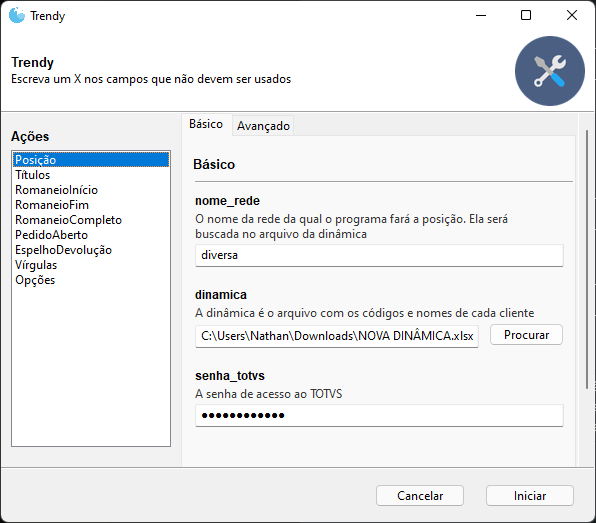 Trendy
Trendy
Escreva um X nos campos que não devem ser usados
Ações
Posição
Títulos
RomaneioInício
RomaneioFim
RomaneioCompleto
PedidoAberto
EspelhoDevolução
Vírgulas
Opções
Básico
Avançado
Básico
nome_rede
O nome da rede da qual o programa fará a posição. Ela será
buscada no arquivo da dinâmica
diversa
dinamica
A dinâmica é o arquivo com os códigos e nomes de cada cliente
C:\Users\Nathan\Downloads\NOVA DINÂMICA.xlsx
Procurar
senha_totvs
A senha de acesso ao TOTVS
●●●●●●●●●●●●
Cancelar
Iniciar